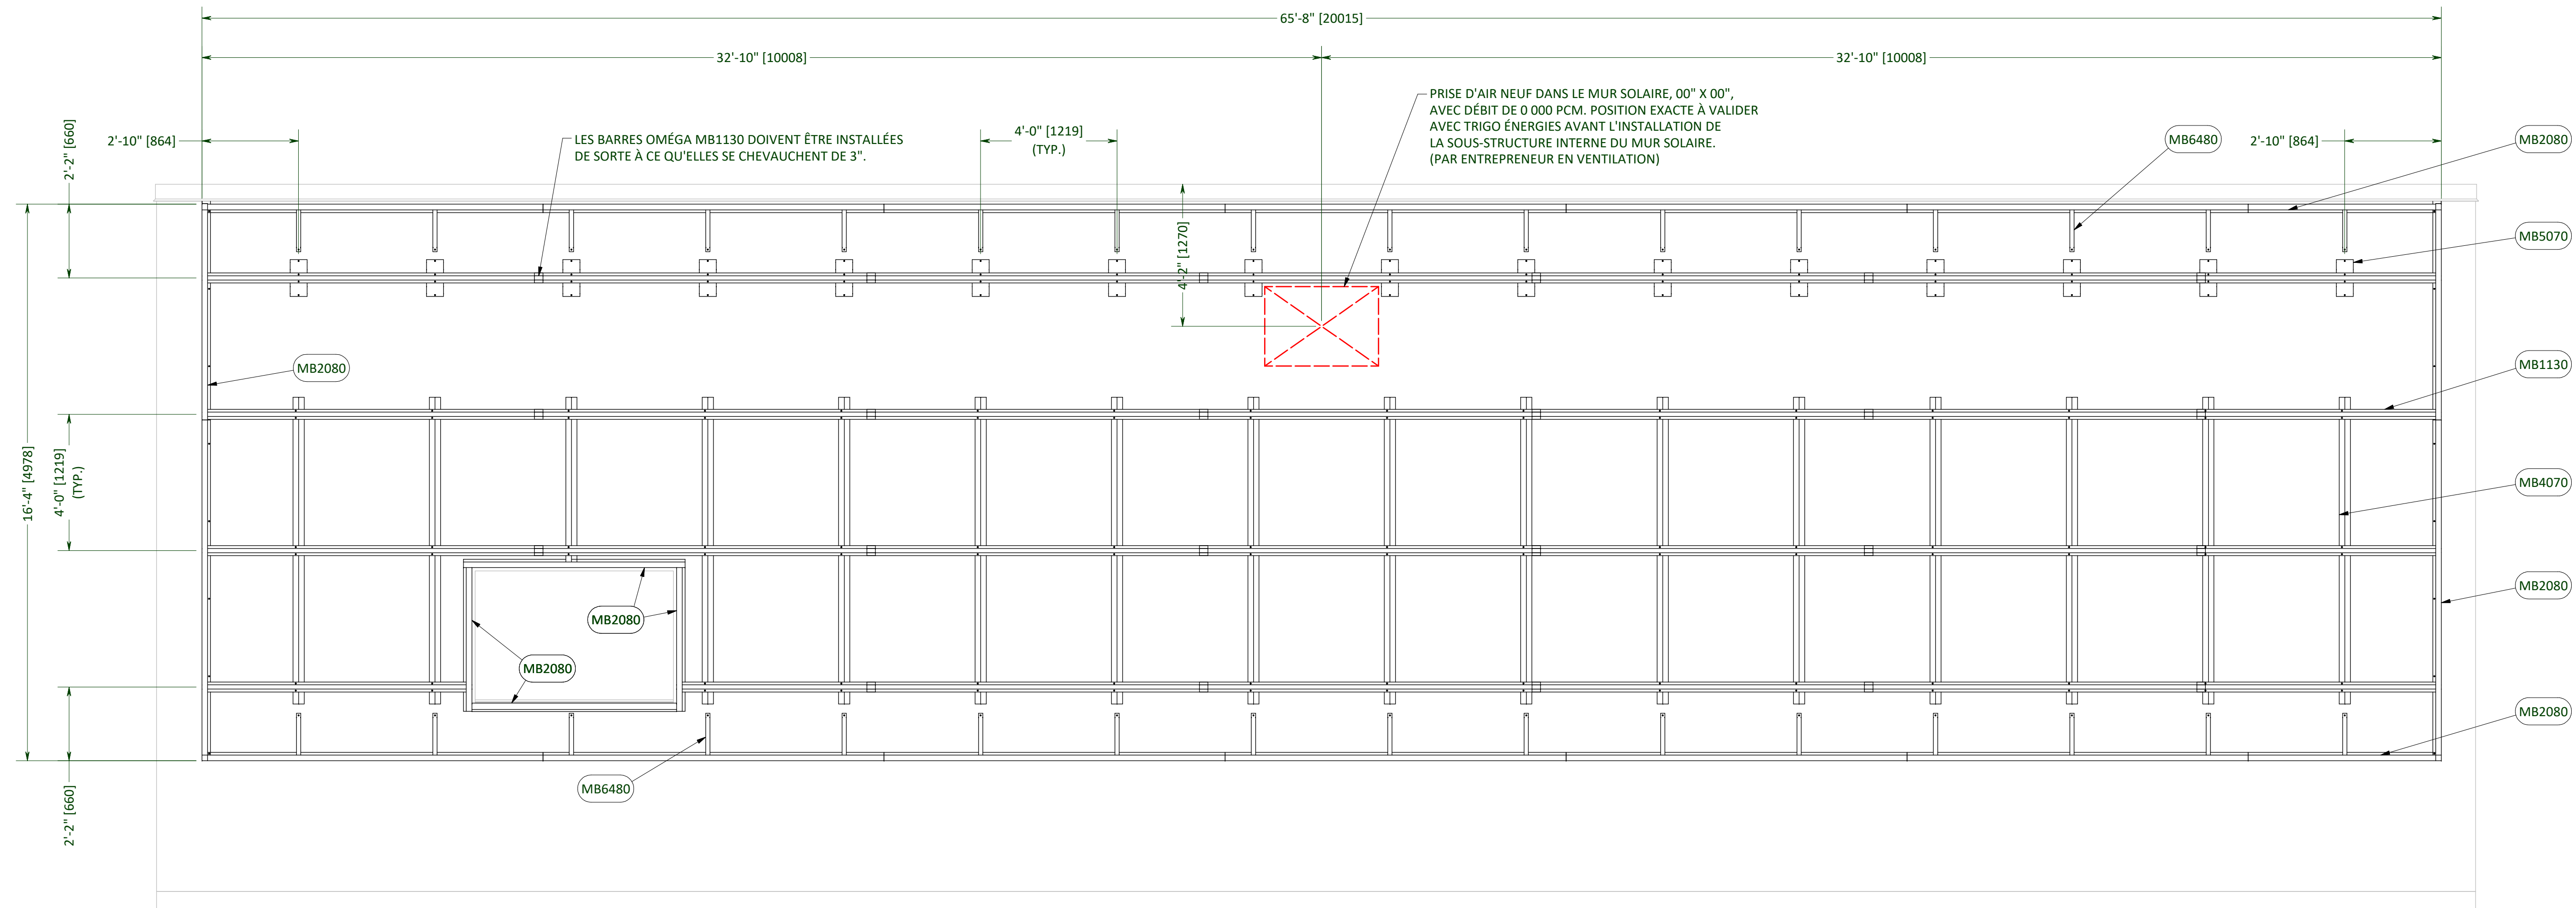 65'-8" [20015]
32'-10" [10008]
32'-10" [10008]
PRISE D'AIR NEUF DANS LE MUR SOLAIRE, 00" X 00",
AVEC DÉBIT DE 0 000 PCM. POSITION EXACTE À VALIDER
AVEC TRIGO ÉNERGIES AVANT L'INSTALLATION DE
LA SOUS-STRUCTURE INTERNE DU MUR SOLAIRE.
(PAR ENTREPRENEUR EN VENTILATION)
2'-2" [660]
2'-10" [864]
LES BARRES OMÉGA MB1130 DOIVENT ÊTRE INSTALLÉES
DE SORTE À CE QU'ELLES SE CHEVAUCHENT DE 3".
4'-0" [1219]
(TYP.)
MB6480
2'-10" [864]
MB2080
4'-2" [1270]
MB5070
MB2080
MB1130
16'-4" [4978]
4'-0" [1219]
(TYP.)
MB4070
MB2080
MB2080
MB2080
MB2080
MB6480
2'-2" [660]